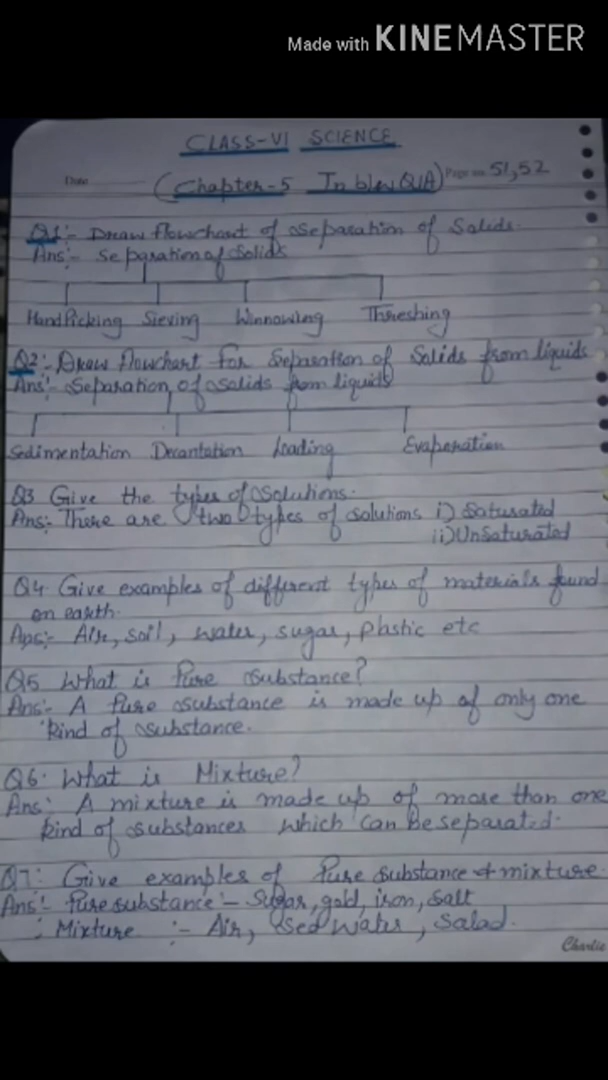 Made with KINEMASTER
CLASS-VI SCIENCE
Date
(Chapter-5 In blew Q/A) Page no. 51,52
Q1:- Draw flowchart of Separation of Solids.
Ans:- Separation of Solids
Hand Picking Sieving Winnowing Threshing
Q2:- Draw flowchart for Separation of Solids from liquids
Ans:- Separation of solids from liquids
Sedimentation Decantation Loading Evaporation
Q3 Give the types of Solutions.
Ans:- There are two types of solutions i) Saturated
ii) UnSaturated
Q4 Give examples of different types of materials found
on earth.
Ans:- Air, soil, water, sugar, Plastic etc
Q5 What is Pure Substance?
Ans:- A Pure substance is made up of only one
kind of substance.
Q6. What is Mixture?
Ans: A mixture is made up of more than one
kind of substances which can be separated.
Q7: Give examples of Pure Substance & mixture.
Ans:- Pure substance:- Sugar, gold, iron, Salt
: Mixture :- Air, Water, Salad.
Charlie